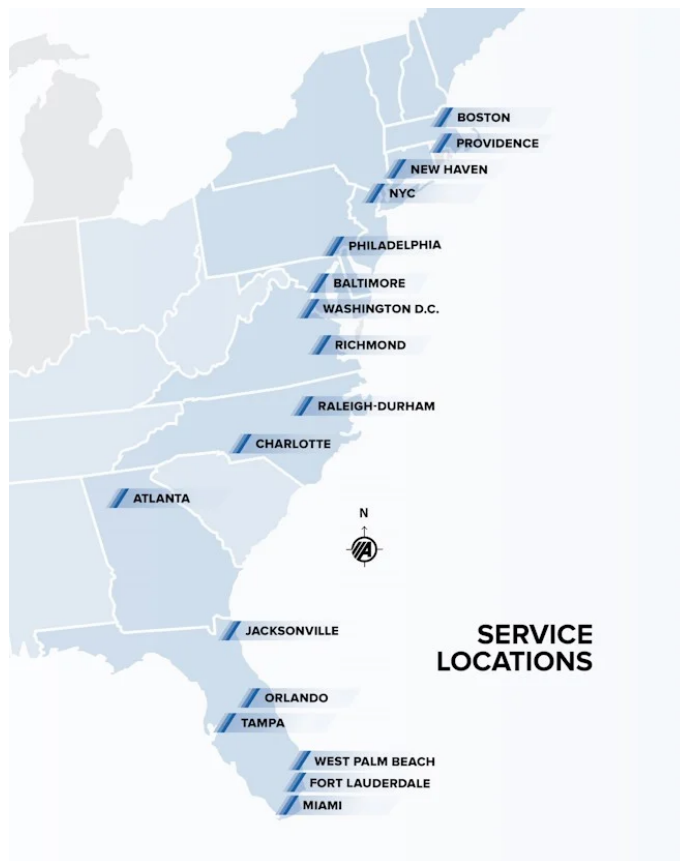 BOSTON
PROVIDENCE
NEW HAVEN
NYC
PHILADELPHIA
BALTIMORE
WASHINGTON D.C.
RICHMOND
RALEIGH-DURHAM
CHARLOTTE
ATLANTA
N
A
JACKSONVILLE
SERVICE
LOCATIONS
ORLANDO
TAMPA
WEST PALM BEACH
FORT LAUDERDALE
MIAMI